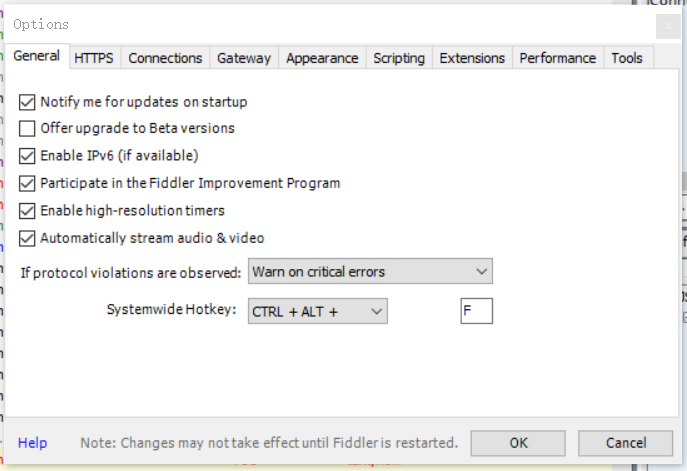 Options
General HTTPS Connections Gateway Appearance Scripting Extensions Performance Tools
Notify me for updates on startup
Offer upgrade to Beta versions
Enable IPv6 (if available)
Participate in the Fiddler Improvement Program
Enable high-resolution timers
Automatically stream audio & video
If protocol violations are observed: Warn on critical errors
Systemwide Hotkey: CTRL + ALT + F
Help Note: Changes may not take effect until Fiddler is restarted. OK Cancel